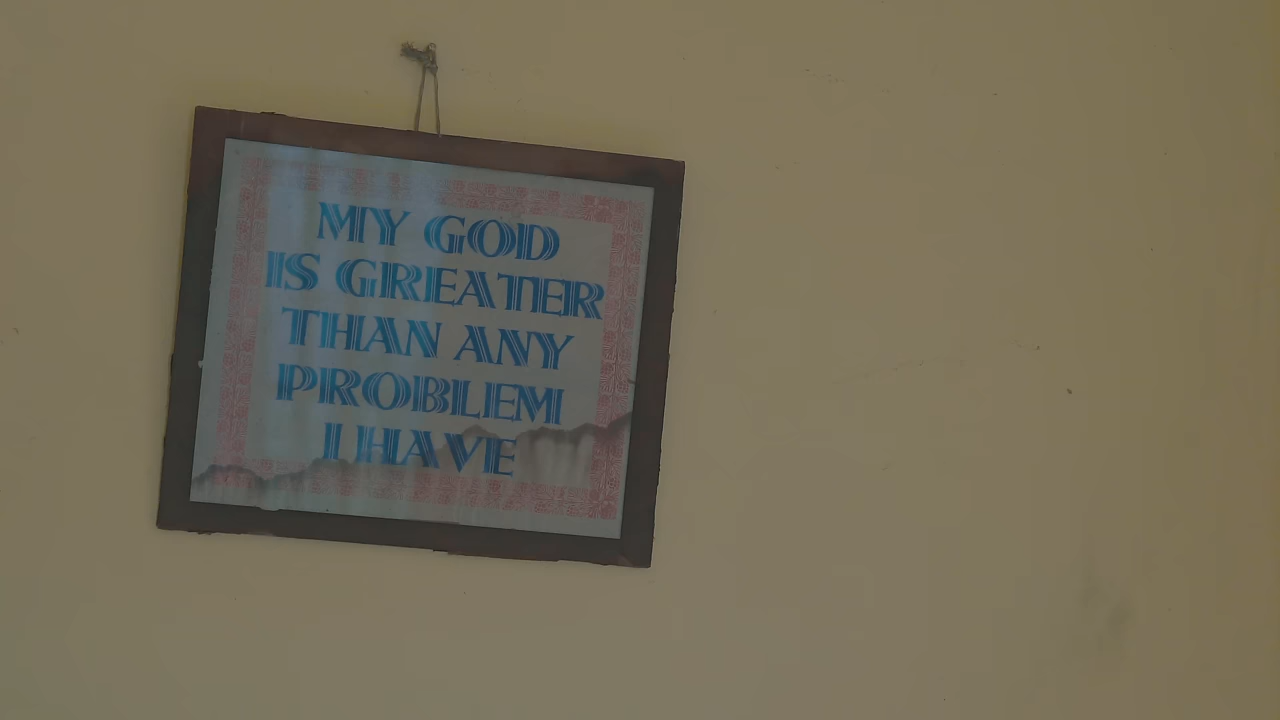 MY GOD
IS GREATER
THAN ANY
PROBLEM
I HAVE